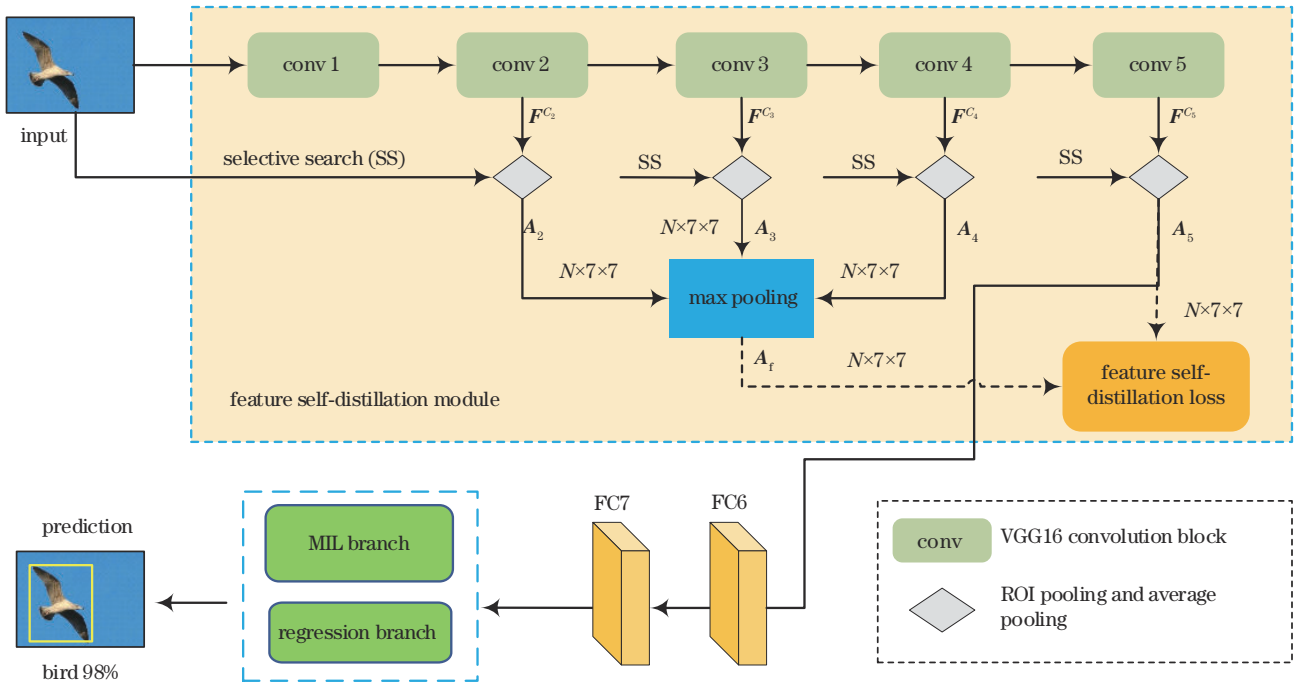 input
conv 1
conv 2
conv 3
conv 4
conv 5
F^{C_2}
F^{C_3}
F^{C_4}
F^{C_5}
selective search (SS)
SS
SS
SS
A_2
N×7×7
A_3
A_4
A_5
N×7×7
N×7×7
max pooling
N×7×7
A_f
N×7×7
feature self-
distillation loss
feature self-distillation module
prediction
bird 98%
MIL branch
regression branch
FC7
FC6
conv
VGG16 convolution block
ROI pooling and average
pooling